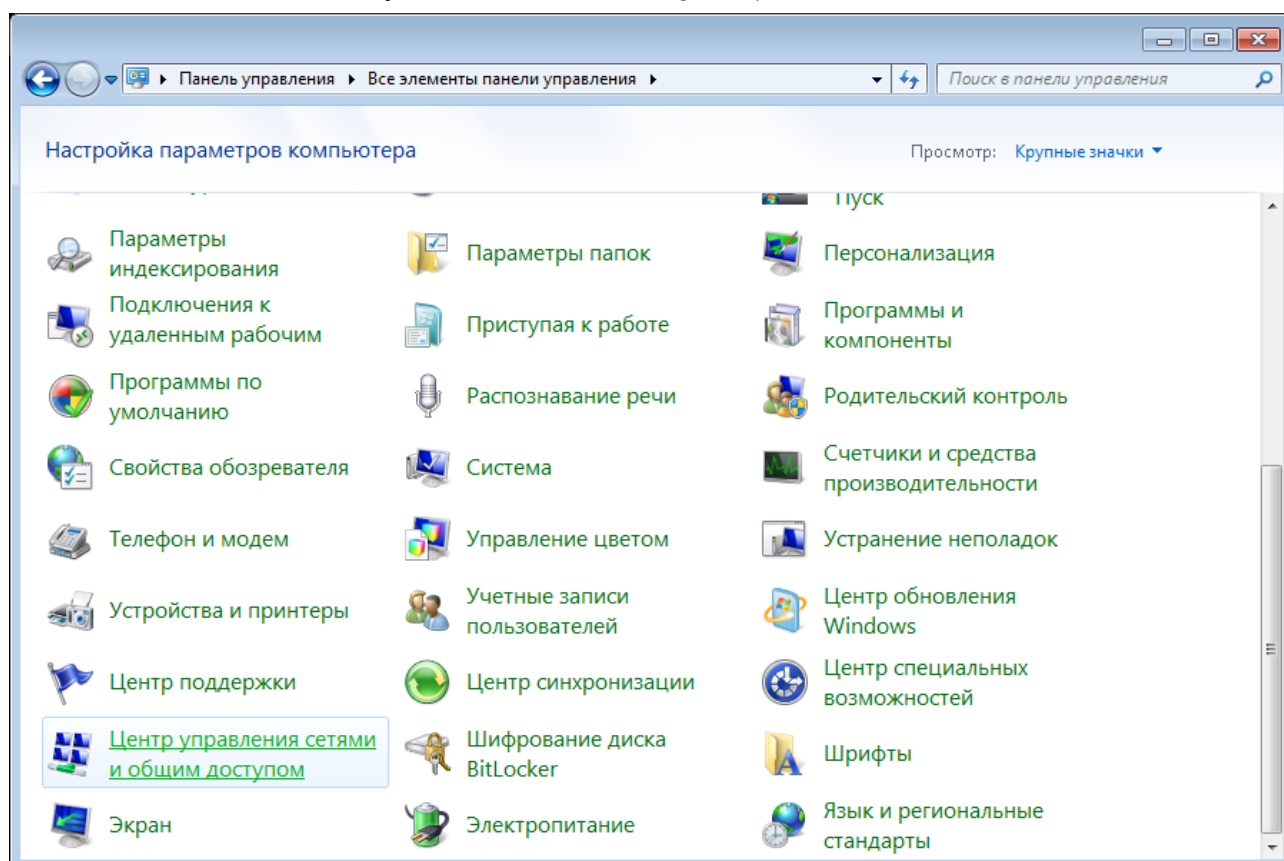 Панель управления ▸ Все элементы панели управления ▸
Поиск в панели управления
Настройка параметров компьютера
Просмотр: Крупные значки
Пуск
Параметры
индексирования
Параметры папок
Персонализация
Подключения к
удаленным рабочим
Приступая к работе
Программы и
компоненты
Программы по
умолчанию
Распознавание речи
Родительский контроль
Свойства обозревателя
Система
Счетчики и средства
производительности
Телефон и модем
Управление цветом
Устранение неполадок
Устройства и принтеры
Учетные записи
пользователей
Центр обновления
Windows
Центр поддержки
Центр синхронизации
Центр специальных
возможностей
Центр управления сетями
и общим доступом
Шифрование диска
BitLocker
Шрифты
Экран
Электропитание
Язык и региональные
стандарты